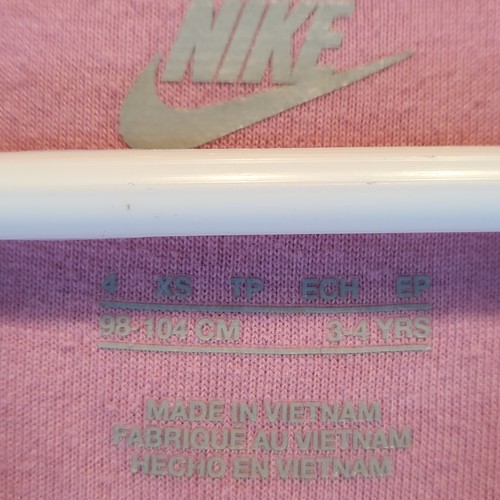 NIKE
4 XS TP ECH EP
98-104 CM 3-4 YRS
MADE IN VIETNAM
FABRIQUÉ AU VIETNAM
HECHO EN VIETNAM